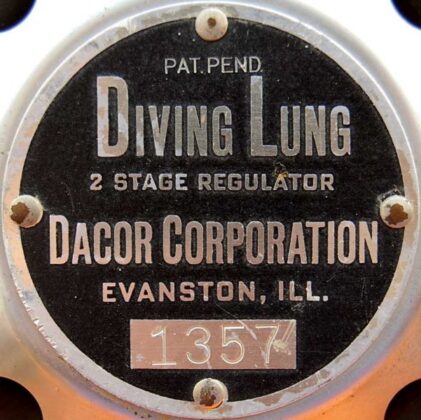 PAT. PEND.
DIVING LUNG
2 STAGE REGULATOR
DACOR CORPORATION
EVANSTON, ILL.
1357